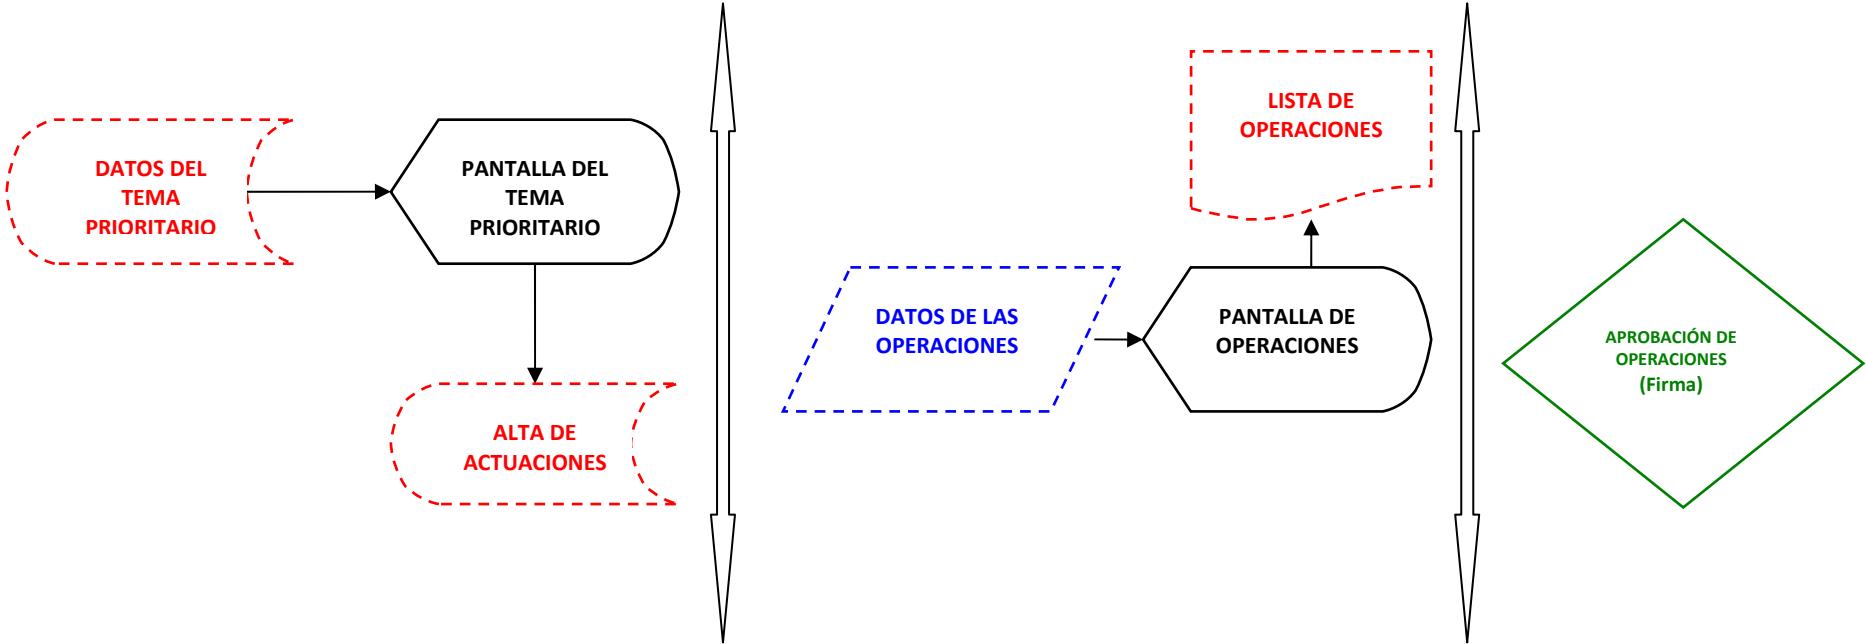 DATOS DEL
TEMA
PRIORITARIO
PANTALLA DEL
TEMA
PRIORITARIO
ALTA DE
ACTUACIONES
LISTA DE
OPERACIONES
DATOS DE LAS
OPERACIONES
PANTALLA DE
OPERACIONES
APROBACIÓN DE
OPERACIONES
(Firma)